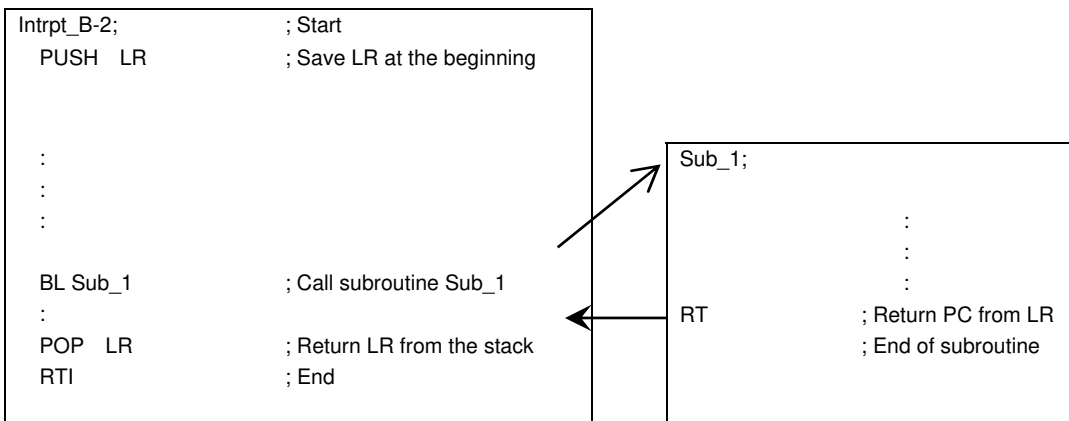 Intrpt_B-2; ; Start
PUSH LR ; Save LR at the beginning
:
:
:
BL Sub_1 ; Call subroutine Sub_1
:
POP LR ; Return LR from the stack
RTI ; End
Sub_1;
:
:
:
RT ; Return PC from LR
; End of subroutine